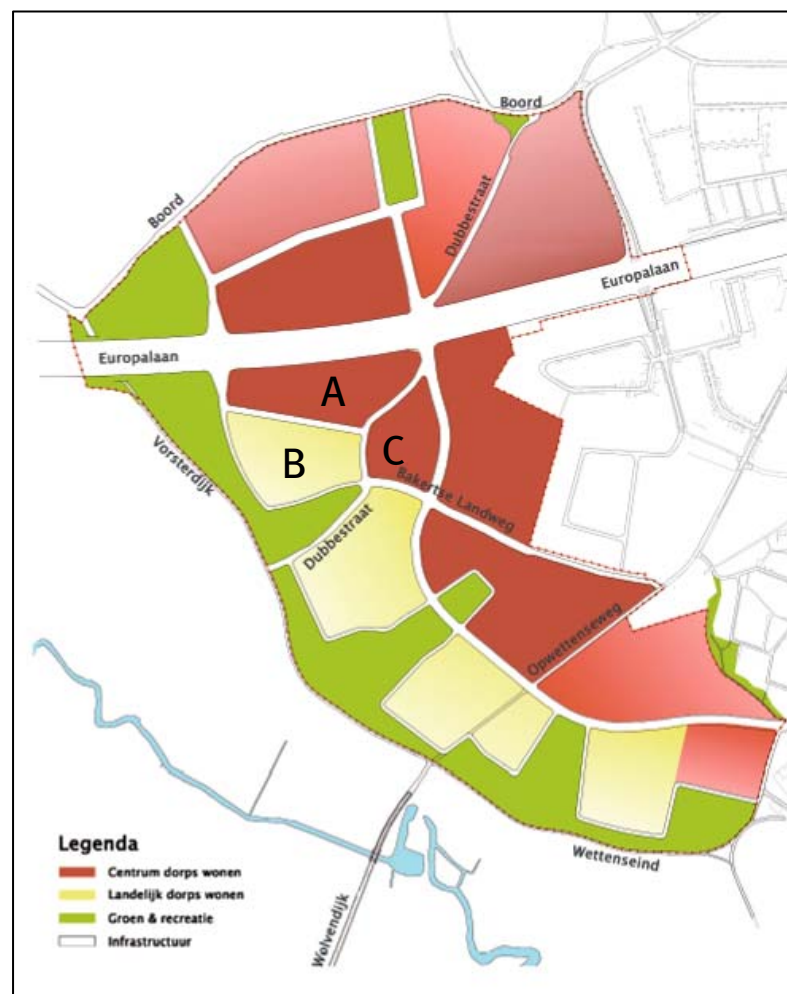 Boord
Boord
Dubbestraat
Europalaan
Europalaan
A
Vorsterdijk
B
C
Bakertse Landweg
Dubbestraat
Opwettenseweg
Legenda
Centrum dorps wonen
Landelijk dorps wonen
Groen & recreatie
Infrastructuur
Wettenseind
Wolvendijk